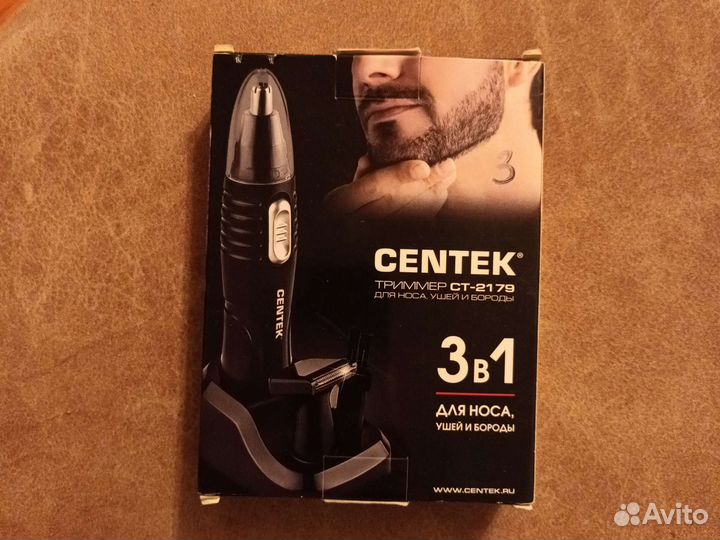 3
CENTEK®
ТРИММЕР CT-2179
ДЛЯ НОСА, УШЕЙ И БОРОДЫ
CENTEK
3в1
ДЛЯ НОСА,
УШЕЙ И БОРОДЫ
WWW.CENTEK.RU
Avito